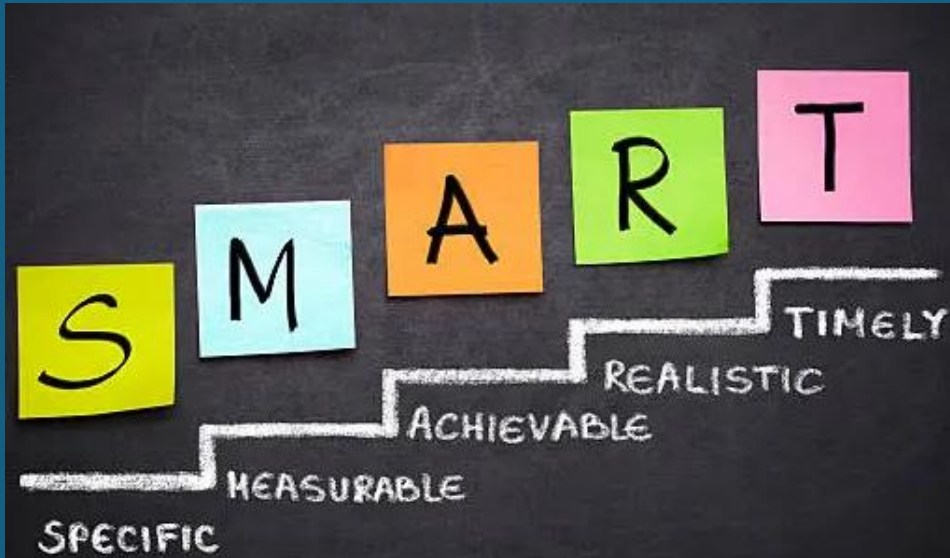 S M A R T
SPECIFIC
MEASURABLE
ACHIEVABLE
REALISTIC
TIMELY